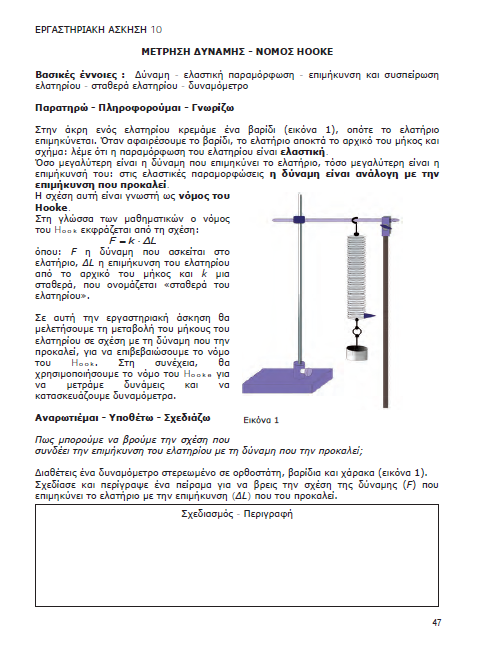 ΕΡΓΑΣΤΗΡΙΑΚΗ ΑΣΚΗΣΗ 10
ΜΕΤΡΗΣΗ ΔΥΝΑΜΗΣ - ΝΟΜΟΣ HOOKE
Βασικές έννοιες : Δύναμη - ελαστική παραμόρφωση - επιμήκυνση και συσπείρωση
ελατηρίου - σταθερά ελατηρίου - δυναμόμετρο
Παρατηρώ - Πληροφορούμαι - Γνωρίζω
Στην άκρη ενός ελατηρίου κρεμάμε ένα βαρίδι (εικόνα 1), οπότε το ελατήριο
επιμηκύνεται. Όταν αφαιρέσουμε το βαρίδι, το ελατήριο αποκτά το αρχικό του μήκος και
σχήμα: λέμε ότι η παραμόρφωση του ελατηρίου είναι ελαστική.
Όσο μεγαλύτερη είναι η δύναμη που επιμηκύνει το ελατήριο, τόσο μεγαλύτερη είναι η
επιμήκυνσή του: στις ελαστικές παραμορφώσεις η δύναμη είναι ανάλογη με την
επιμήκυνση που προκαλεί.
Η σχέση αυτή είναι γνωστή ως νόμος του
Hooke.
Στη γλώσσα των μαθηματικών ο νόμος
του Hook εκφράζεται από τη σχέση:
F = k · ΔL
όπου: F η δύναμη που ασκείται στο
ελατήριο, ΔL η επιμήκυνση του ελατηρίου
από το αρχικό του μήκος και k μια
σταθερά, που ονομάζεται «σταθερά του
ελατηρίου».
Σε αυτή την εργαστηριακή άσκηση θα
μελετήσουμε τη μεταβολή του μήκους του
ελατηρίου σε σχέση με τη δύναμη που την
προκαλεί, για να επιβεβαιώσουμε το νόμο
του Hook. Στη συνέχεια, θα
χρησιμοποιήσουμε το νόμο του Hooke για
να μετράμε δυνάμεις και να
κατασκευάζουμε δυναμόμετρα.
Αναρωτιέμαι - Υποθέτω - Σχεδιάζω
Εικόνα 1
Πως μπορούμε να βρούμε την σχέση που
συνδέει την επιμήκυνση του ελατηρίου με τη δύναμη που την προκαλεί;
Διαθέτεις ένα δυναμόμετρο στερεωμένο σε ορθοστάτη, βαρίδια και χάρακα (εικόνα 1).
Σχεδίασε και περίγραψε ένα πείραμα για να βρεις την σχέση της δύναμης (F) που
επιμηκύνει το ελατήριο με την επιμήκυνση (ΔL) που του προκαλεί.
Σχεδιασμός - Περιγραφή
47